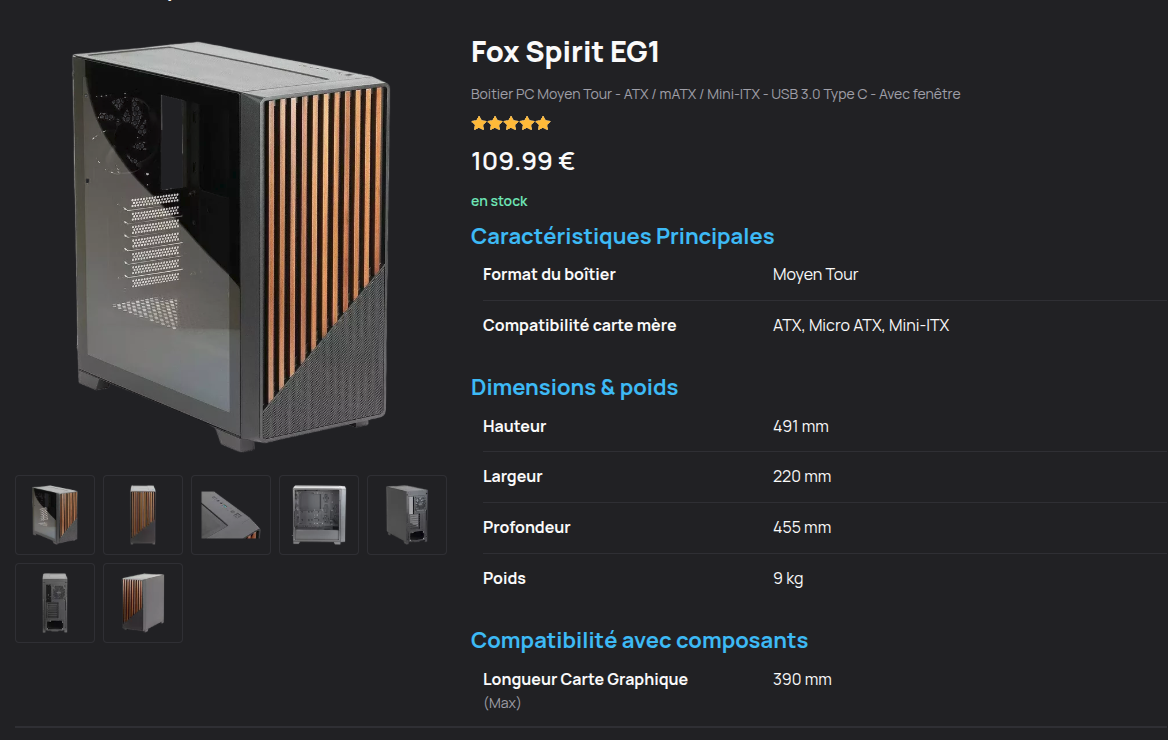 Fox Spirit EG1
Boitier PC Moyen Tour - ATX / mATX / Mini-ITX - USB 3.0 Type C - Avec fenêtre
109.99 €
en stock
Caractéristiques Principales
Format du boîtier Moyen Tour
Compatibilité carte mère ATX, Micro ATX, Mini-ITX
Dimensions & poids
Hauteur 491 mm
Largeur 220 mm
Profondeur 455 mm
Poids 9 kg
Compatibilité avec composants
Longueur Carte Graphique 390 mm
(Max)